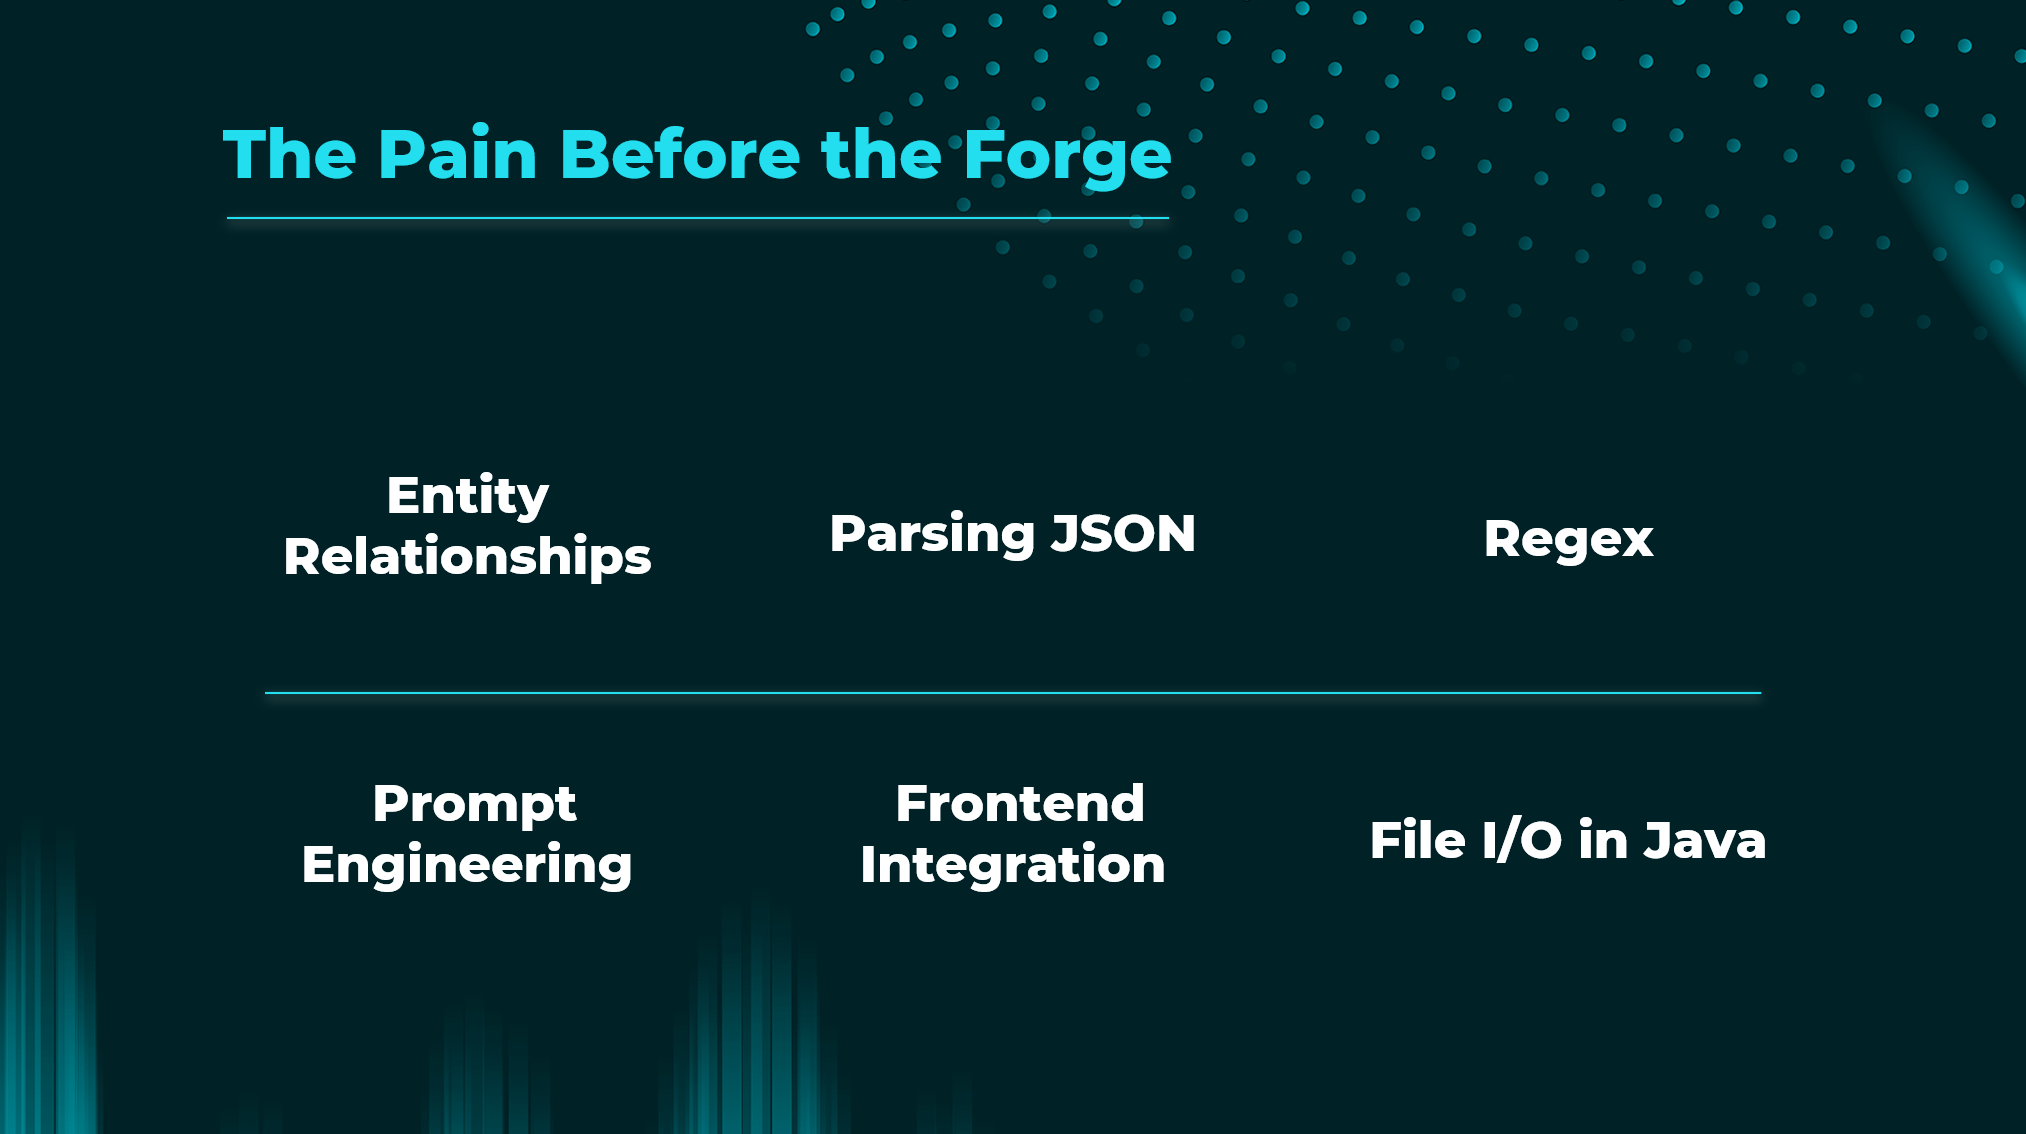 The Pain Before the Forge
Entity
Relationships
Parsing JSON
Regex
Prompt
Engineering
Frontend
Integration
File I/O in Java